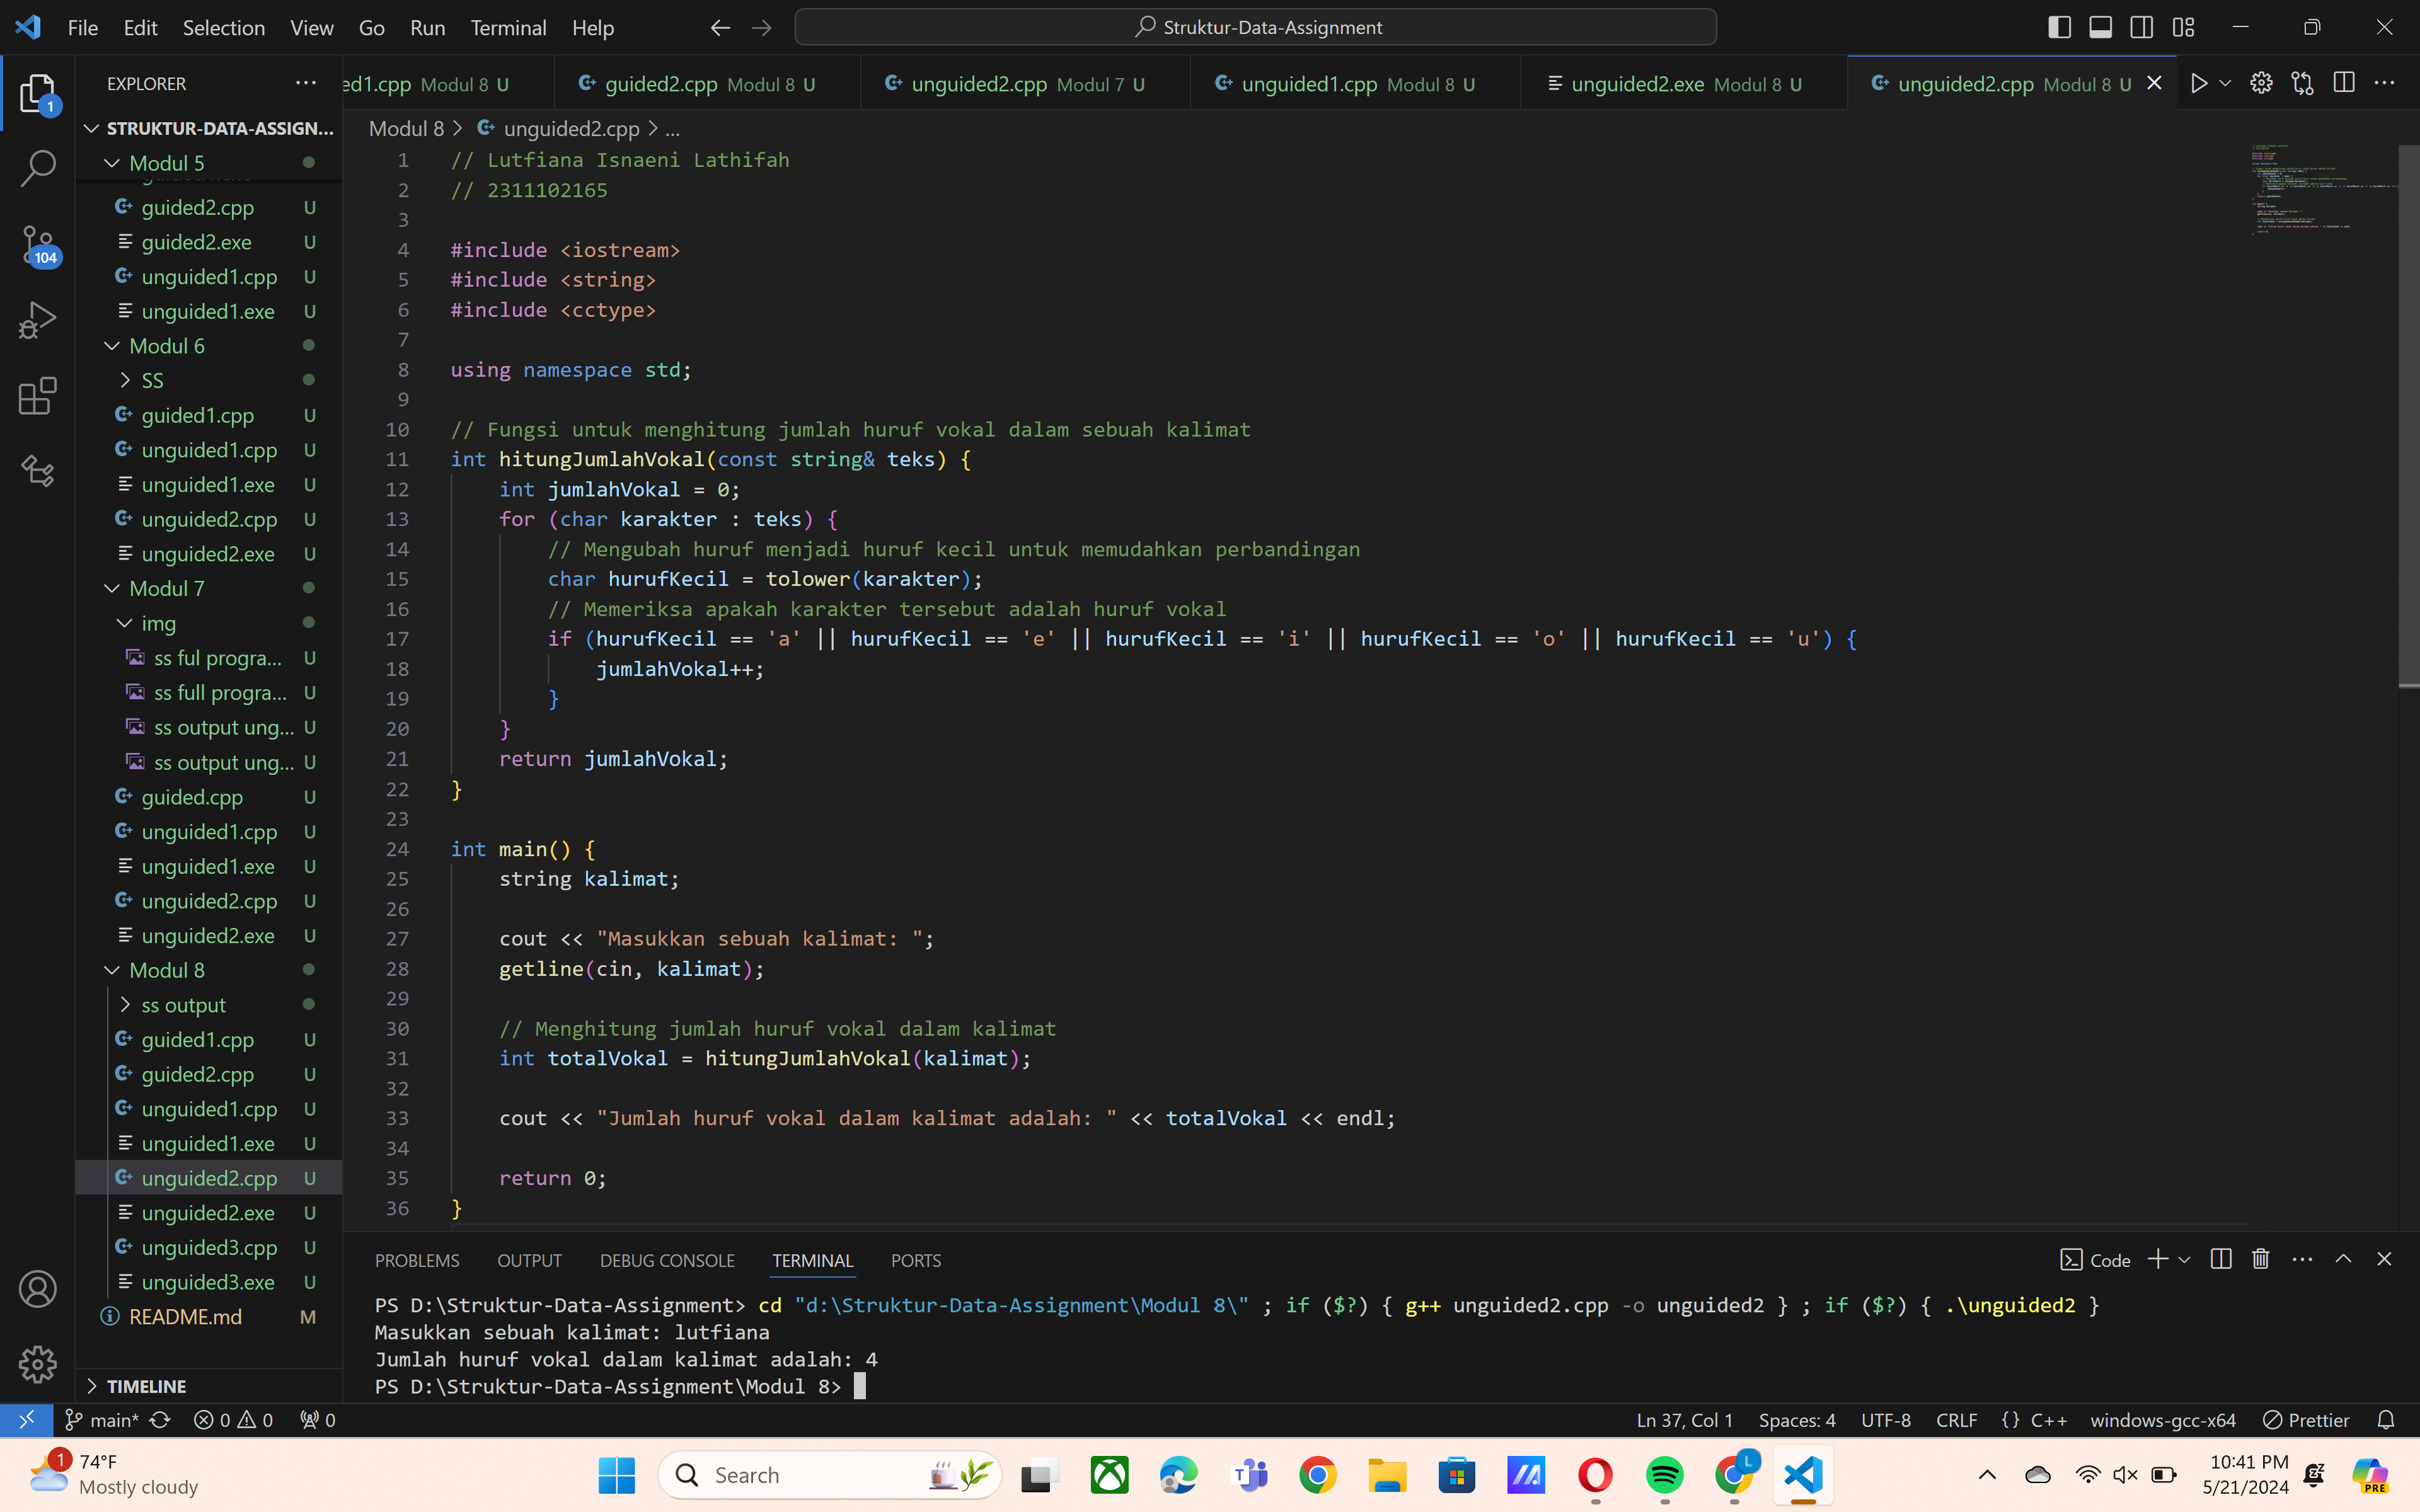 File Edit Selection View Go Run Terminal Help
Struktur-Data-Assignment
EXPLORER
ed1.cpp Modul 8 U
guided2.cpp Modul 8 U
unguided2.cpp Modul 7 U
unguided1.cpp Modul 8 U
unguided2.exe Modul 8 U
unguided2.cpp Modul 8 U
1
104
STRUKTUR-DATA-ASSIGN...
Modul 5
guided2.cpp U
guided2.exe U
unguided1.cpp U
unguided1.exe U
Modul 6
SS
guided1.cpp U
unguided1.cpp U
unguided1.exe U
unguided2.cpp U
unguided2.exe U
Modul 7
img
ss ful progra... U
ss full progra... U
ss output ung... U
ss output ung... U
guided.cpp U
unguided1.cpp U
unguided1.exe U
unguided2.cpp U
unguided2.exe U
Modul 8
ss output
guided1.cpp U
guided2.cpp U
unguided1.cpp U
unguided1.exe U
unguided2.cpp U
unguided2.exe U
unguided3.cpp U
unguided3.exe U
README.md M
TIMELINE
Modul 8 > unguided2.cpp > ...
1 // Lutfiana Isnaeni Lathifah
2 // 2311102165
3
4 #include <iostream>
5 #include <string>
6 #include <cctype>
7
8 using namespace std;
9
10 // Fungsi untuk menghitung jumlah huruf vokal dalam sebuah kalimat
11 int hitungJumlahVokal(const string& teks) {
12 int jumlahVokal = 0;
13 for (char karakter : teks) {
14 // Mengubah huruf menjadi huruf kecil untuk memudahkan perbandingan
15 char hurufKecil = tolower(karakter);
16 // Memeriksa apakah karakter tersebut adalah huruf vokal
17 if (hurufKecil == 'a' || hurufKecil == 'e' || hurufKecil == 'i' || hurufKecil == 'o' || hurufKecil == 'u') {
18 jumlahVokal++;
19 }
20 }
21 return jumlahVokal;
22 }
23
24 int main() {
25 string kalimat;
26
27 cout << "Masukkan sebuah kalimat: ";
28 getline(cin, kalimat);
29
30 // Menghitung jumlah huruf vokal dalam kalimat
31 int totalVokal = hitungJumlahVokal(kalimat);
32
33 cout << "Jumlah huruf vokal dalam kalimat adalah: " << totalVokal << endl;
34
35 return 0;
36 }
PROBLEMS OUTPUT DEBUG CONSOLE TERMINAL PORTS
Code
PS D:\Struktur-Data-Assignment> cd "d:\Struktur-Data-Assignment\Modul 8\" ; if ($?) { g++ unguided2.cpp -o unguided2 } ; if ($?) { .\unguided2 }
Masukkan sebuah kalimat: lutfiana
Jumlah huruf vokal dalam kalimat adalah: 4
PS D:\Struktur-Data-Assignment\Modul 8>
main* 0 0 0
Ln 37, Col 1 Spaces: 4 UTF-8 CRLF {} C++ windows-gcc-x64 Prettier
1
74°F
Mostly cloudy
Search
L
10:41 PM
5/21/2024
PRE